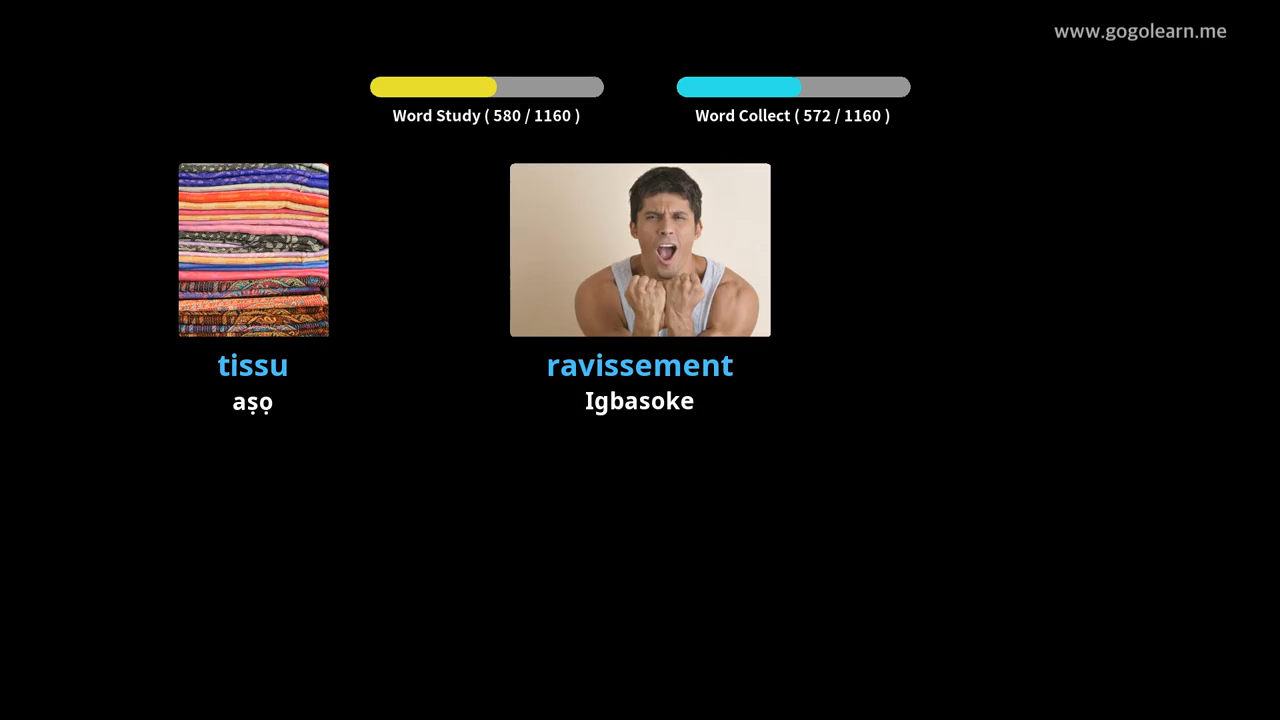 www.gogolearn.me
Word Study ( 580 / 1160 )
Word Collect ( 572 / 1160 )
tissu
aṣọ
ravissement
Igbasoke